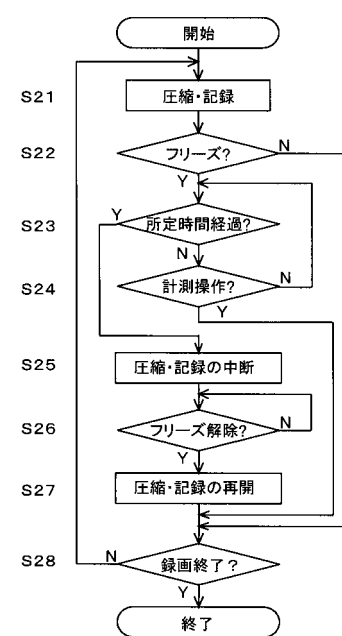 開始
S21 圧縮・記録
S22 フリーズ? N
Y
Y S23 所定時間経過?
N
S24 計測操作? N
Y
S25 圧縮・記録の中断
S26 フリーズ解除? N
Y
S27 圧縮・記録の再開
S28 N 録画終了?
Y
終了